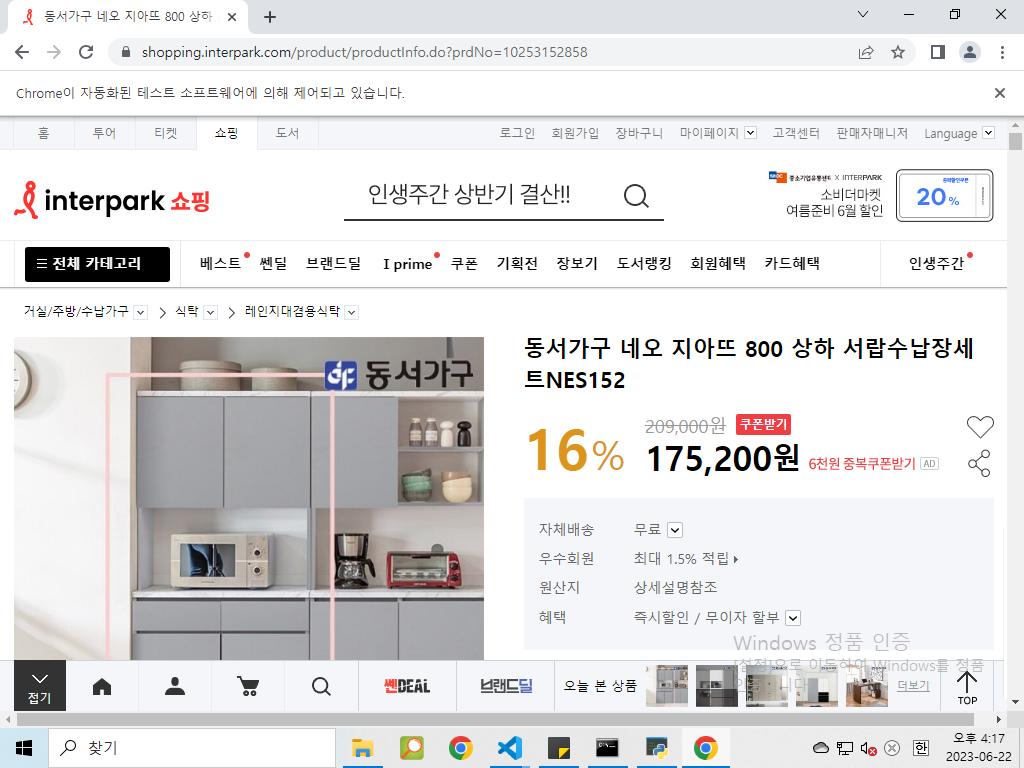 동서가구 네오 지아뜨 800 상하
shopping.interpark.com/product/productInfo.do?prdNo=10253152858
Chrome이 자동화된 테스트 소프트웨어에 의해 제어되고 있습니다.
홈 투어 티켓 쇼핑 도서 로그인 회원가입 장바구니 마이페이지 고객센터 판매자매니저 Language
interpark 쇼핑
인생주간 상반기 결산!!
중소기업유통센터 X INTERPARK
소비더마켓
여름준비 6월 할인
20%
전체 카테고리 베스트 쎈딜 브랜드딜 I prime 쿠폰 기획전 장보기 도서랭킹 회원혜택 카드혜택 인생주간
거실/주방/수납가구 식탁 레인지대겸용식탁
동서가구
동서가구 네오 지아뜨 800 상하 서랍수납장세
트NES152
16%
209,000원 쿠폰받기
175,200원 6천원 중복쿠폰받기 AD
자체배송 무료
우수회원 최대 1.5% 적립
원산지 상세설명참조
혜택 즉시할인 / 무이자 할부
Windows 정품 인증
[설정]으로 이동하여 Windows를 정품
접기
쎈DEAL
브랜드딜
오늘 본 상품
더보기
TOP
찾기
한
오후 4:17
2023-06-22